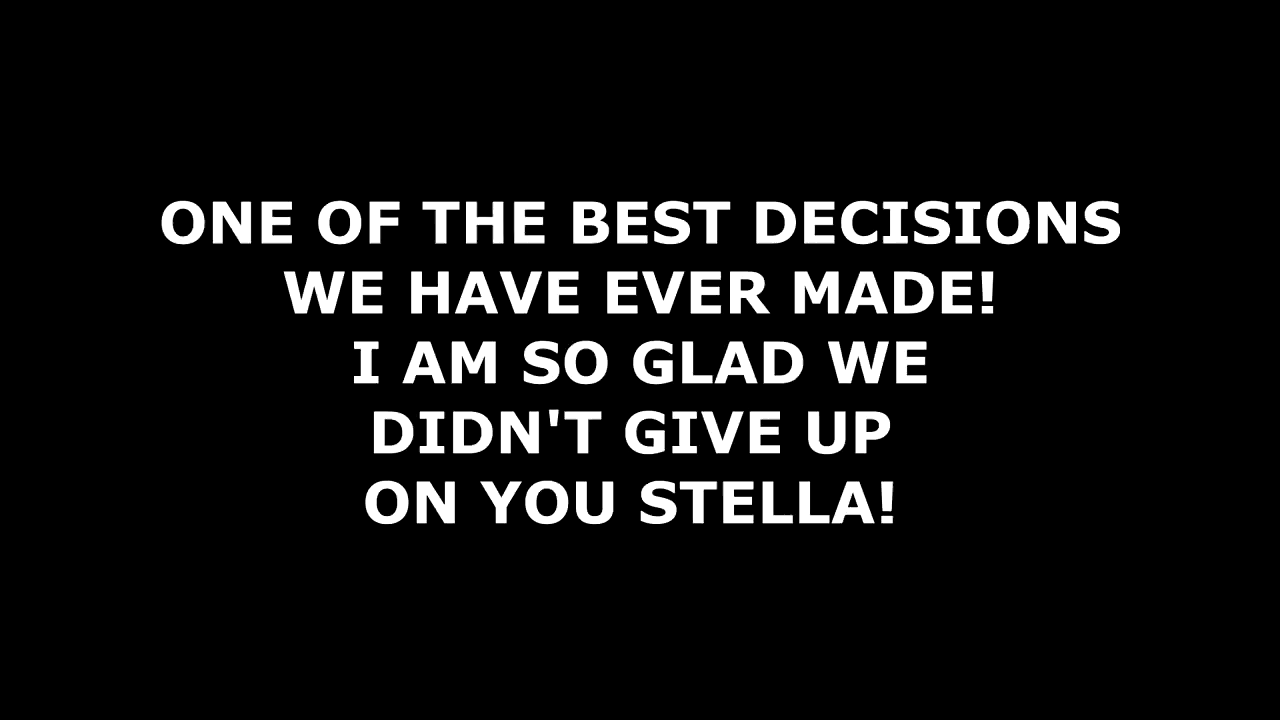 ONE OF THE BEST DECISIONS
WE HAVE EVER MADE!
I AM SO GLAD WE
DIDN'T GIVE UP
ON YOU STELLA!